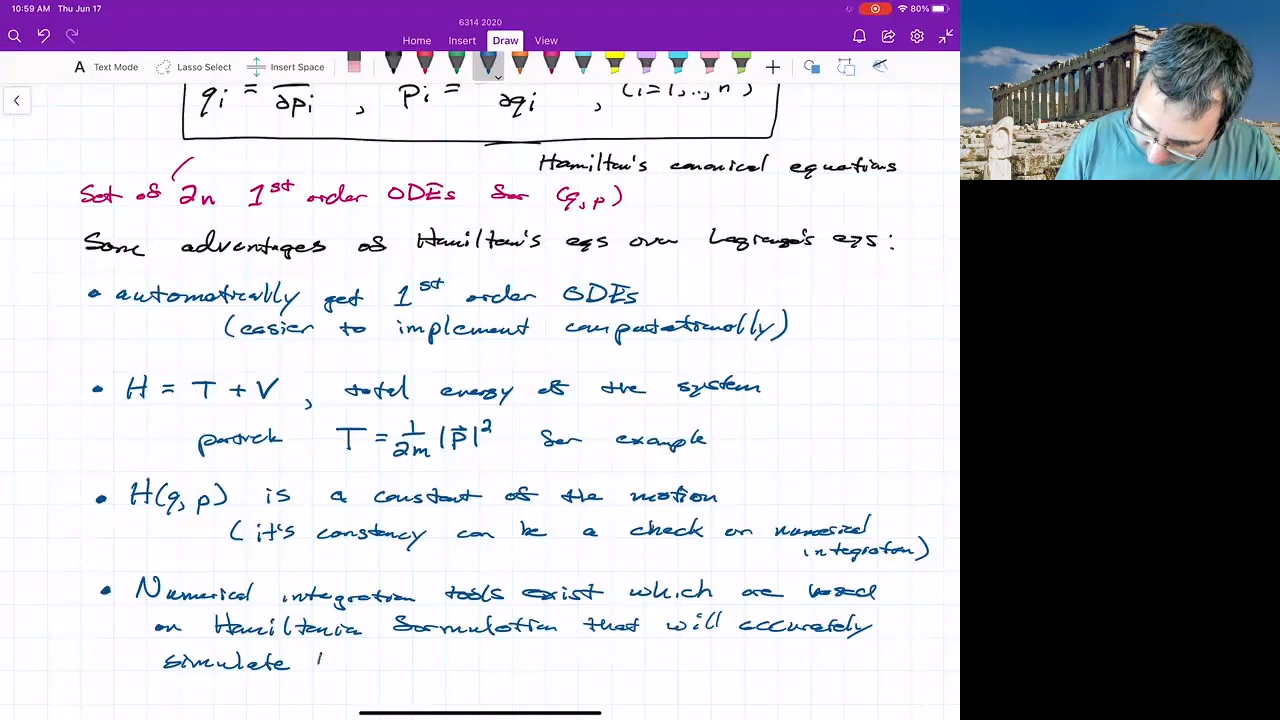 10:59 AM Thu Jun 17
80%
6314 2020
Home Insert Draw View
A Text Mode Lasso Select Insert Space
qi = ∂pi , pi = ∂qi , (i=1,..,n)
Hamilton's canonical equations
Set of 2n 1st order ODEs for (q,p)
Some advantages of Hamilton's eqs over Lagrange's eqs:
• automatically get 1st order ODEs
(easier to implement computationally)
• H = T + V , total energy of the system
particle T = 1/2m |p⃗|² for example
• H(q, p) is a constant of the motion
(it's constancy can be a check on numerical
integration)
• Numerical integration tools exist which are based
on Hamiltonia formulation that will accurately
simulate